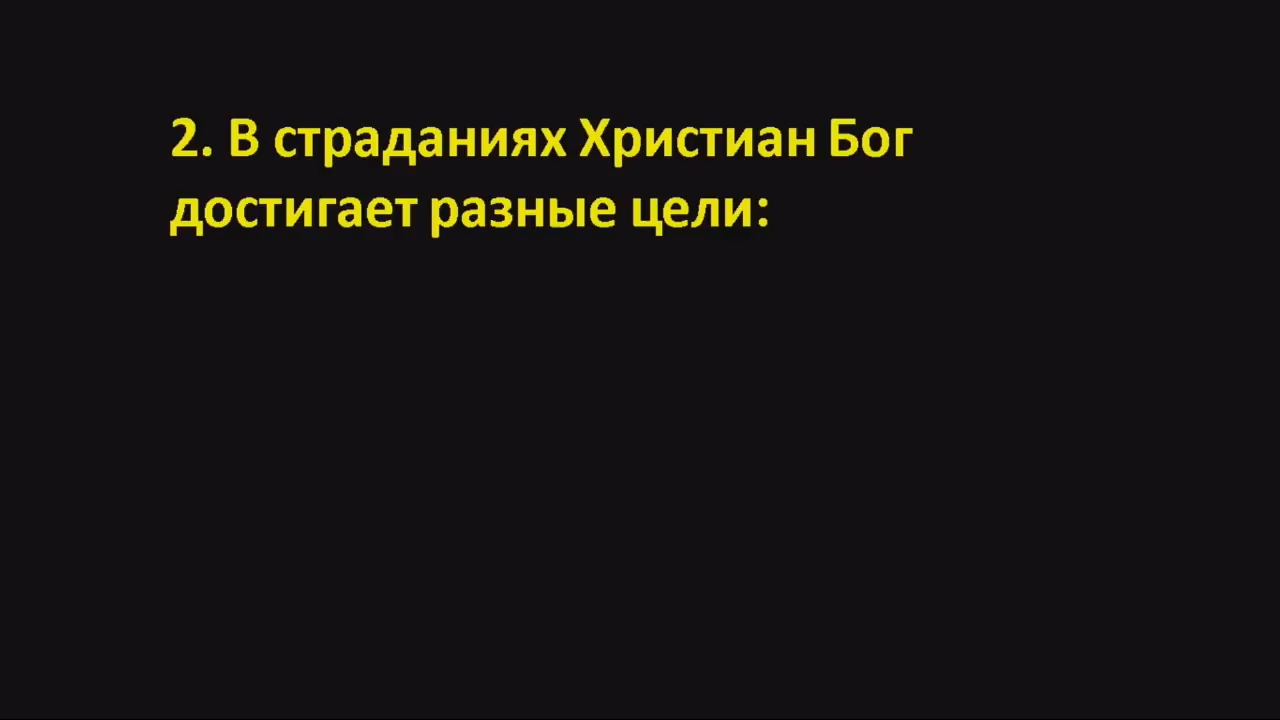 2. В страданиях Христиан Бог
достигает разные цели: